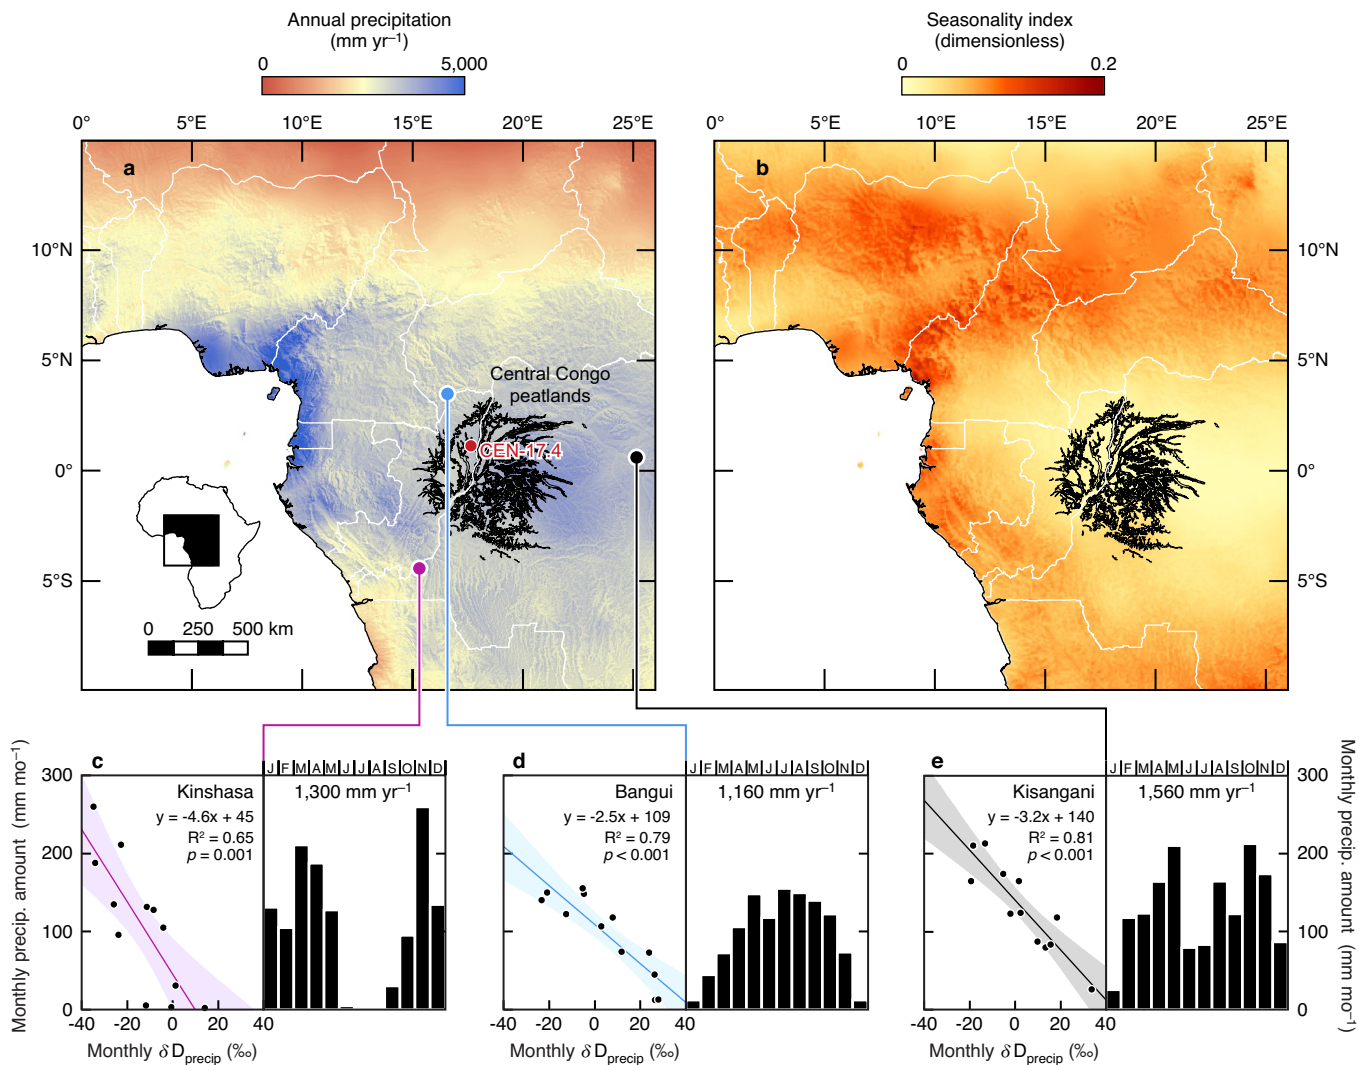 Annual precipitation
(mm yr⁻¹)
0 5,000
Seasonality index
(dimensionless)
0 0.2
0° 5°E 10°E 15°E 20°E 25°E
0° 5°E 10°E 15°E 20°E 25°E
a
b
10°N
10°N
5°N
5°N
Central Congo
peatlands
CEN-17.4
0°
0°
5°S
5°S
0 250 500 km
Monthly precip. amount (mm mo⁻¹)
c
J F M A M J J A S O N D
Kinshasa
1,300 mm yr⁻¹
y = -4.6x + 45
R² = 0.65
p = 0.001
300
200
100
0
-40 -20 0 20 40
Monthly δDprecip (‰)
d
J F M A M J J A S O N D
Bangui
1,160 mm yr⁻¹
y = -2.5x + 109
R² = 0.79
p < 0.001
-40 -20 0 20 40
Monthly δDprecip (‰)
e
J F M A M J J A S O N D
Kisangani
1,560 mm yr⁻¹
y = -3.2x + 140
R² = 0.81
p < 0.001
-40 -20 0 20 40
Monthly δDprecip (‰)
300
200
100
0
Monthly precip. amount (mm mo⁻¹)